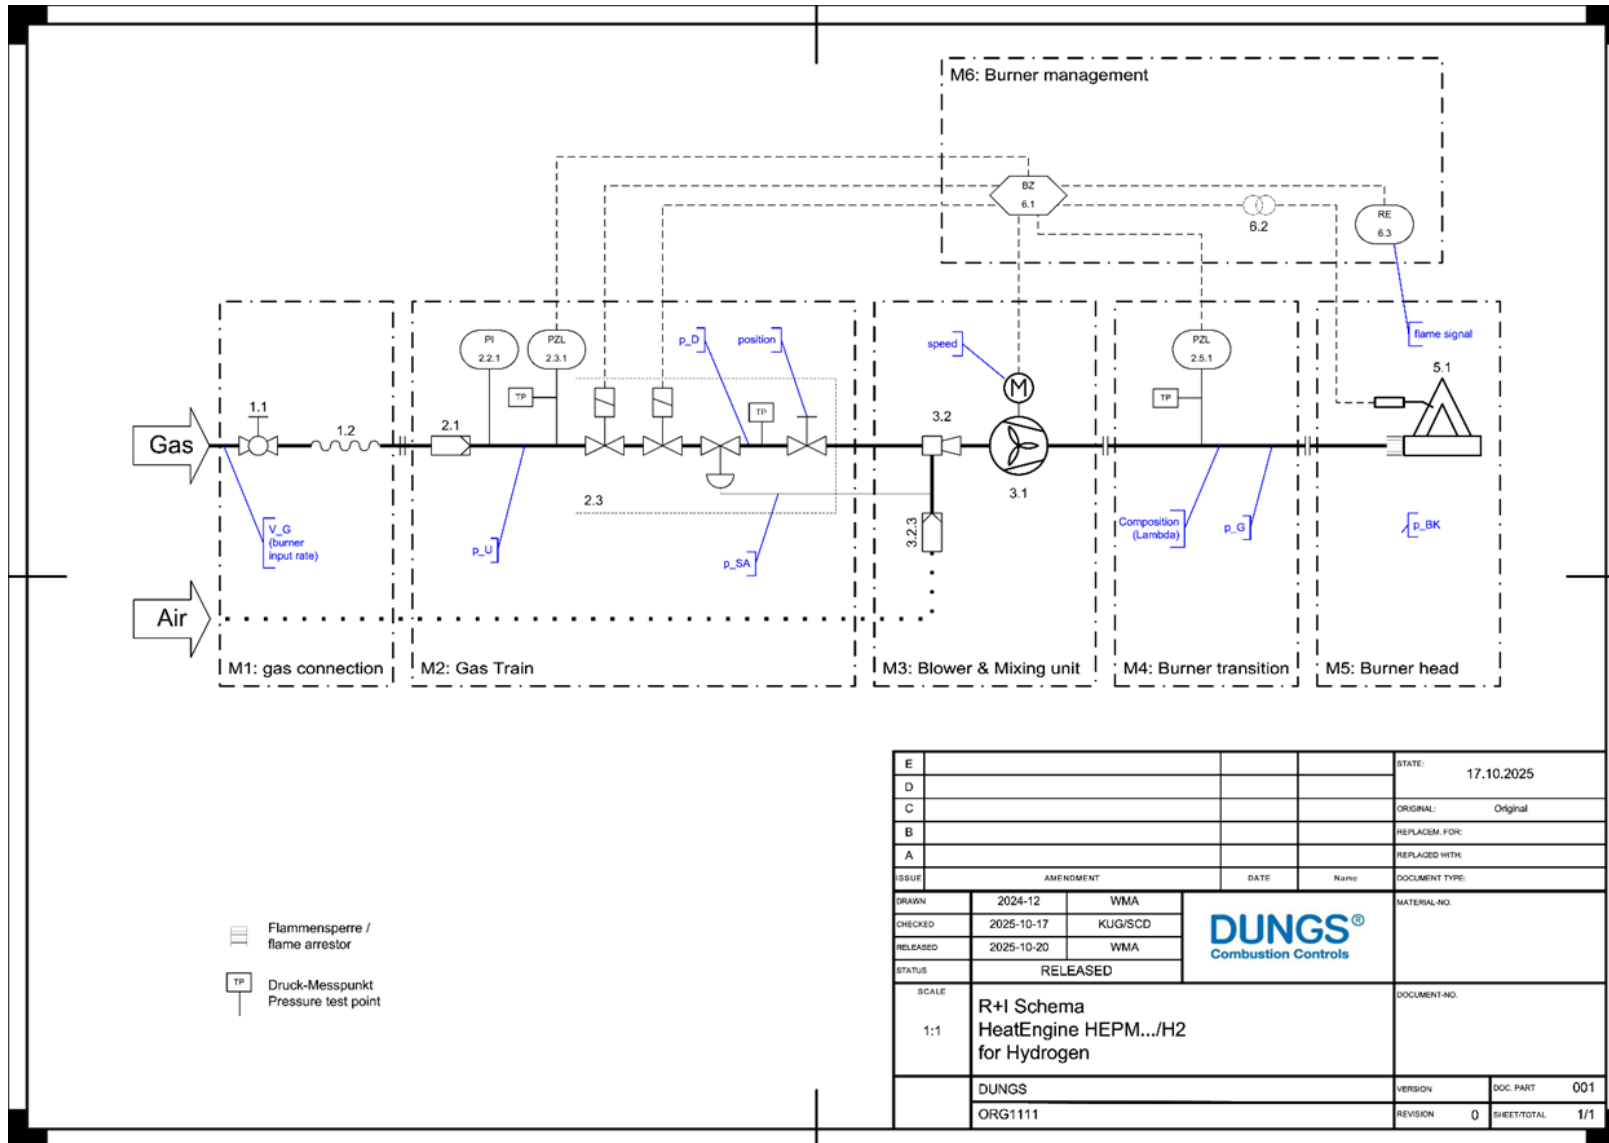 M6: Burner management
BZ
6.1
6.2
RE
6.3
flame signal
PI
2.2.1
PZL
2.3.1
p_D
position
speed
PZL
2.5.1
TP
TP
TP
M
5.1
1.1
1.2
2.1
3.2
Gas
2.3
3.1
3.2.3
V_G
(burner
input rate)
p_U
p_SA
Composition
(Lambda)
p_G
p_BK
Air
M1: gas connection
M2: Gas Train
M3: Blower & Mixing unit
M4: Burner transition
M5: Burner head
Flammensperre /
flame arrestor
TP
Druck-Messpunkt
Pressure test point
E
D
C
B
A
ISSUE AMENDMENT DATE Name
STATE:
17.10.2025
ORIGINAL: Original
REPLACEM. FOR:
REPLACED WITH:
DOCUMENT TYPE:
DRAWN 2024-12 WMA
CHECKED 2025-10-17 KUG/SCD
RELEASED 2025-10-20 WMA
STATUS RELEASED
DUNGS®
Combustion Controls
MATERIAL-NO.
SCALE
1:1
R+I Schema
HeatEngine HEPM.../H2
for Hydrogen
DOCUMENT-NO.
DUNGS
ORG1111
VERSION
DOC. PART 001
REVISION 0
SHEET/TOTAL 1/1